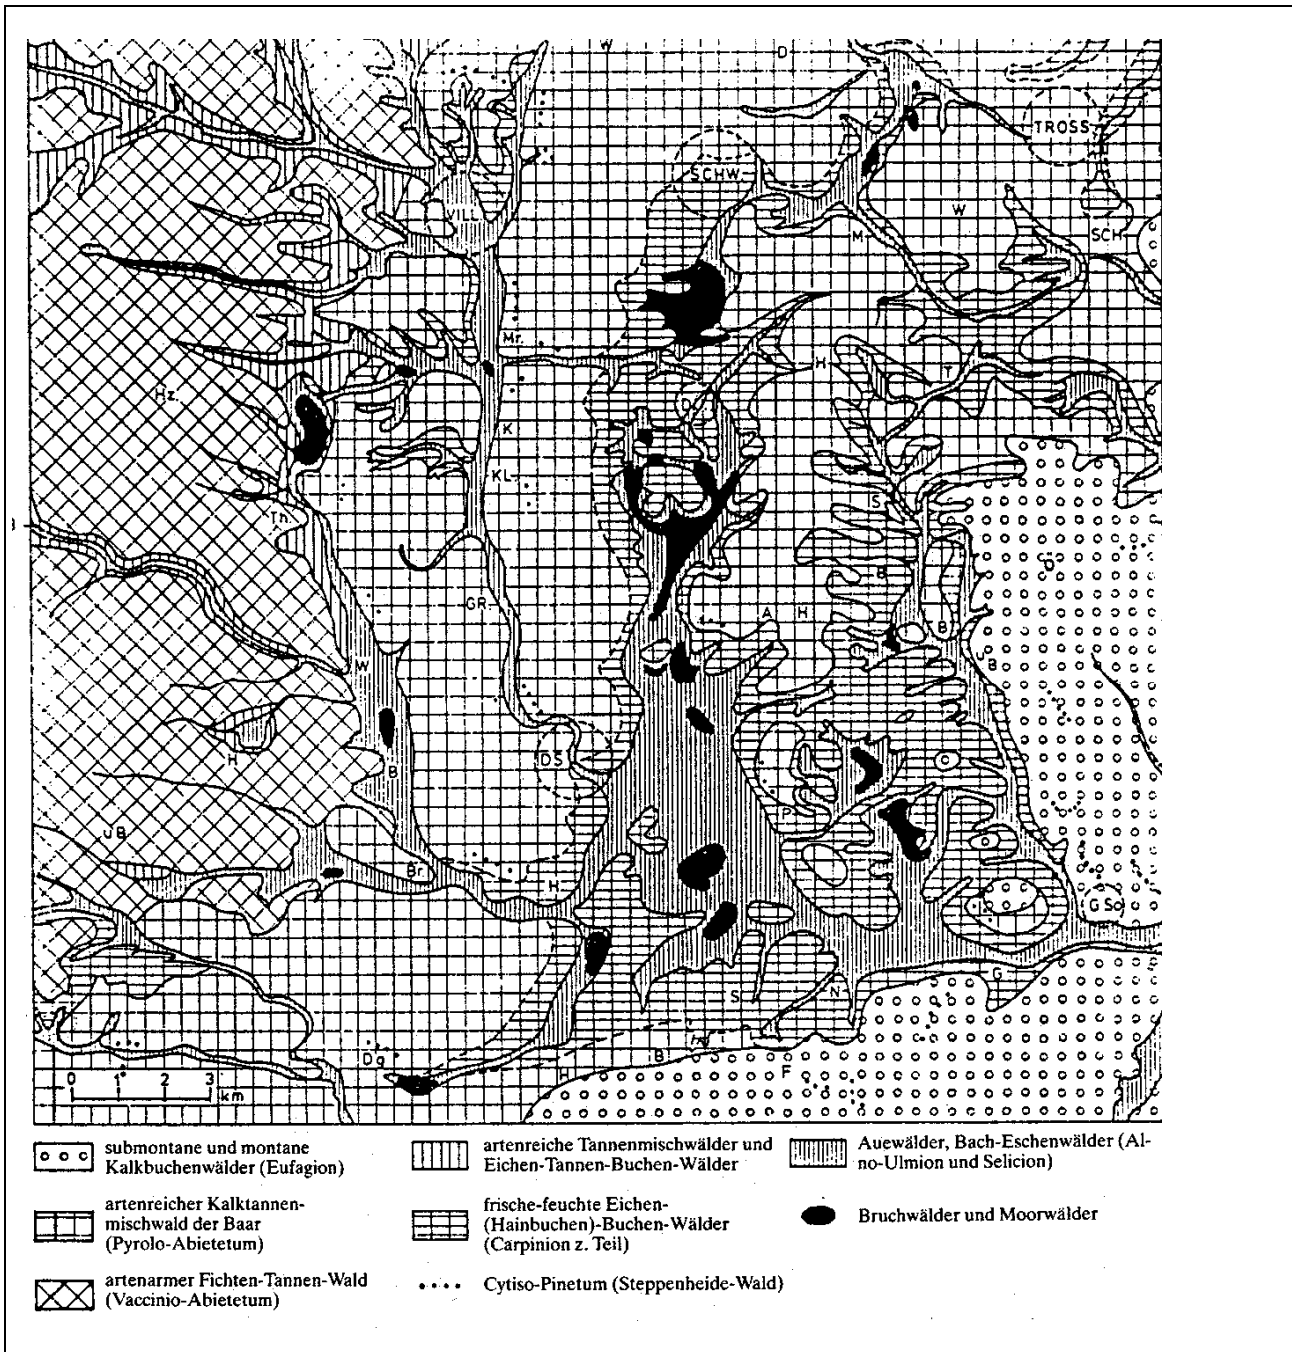 W
D
TROSS
SCHW.
VILL
W
SCH
M
Mr.
H
T
Hz.
K
KL
S
Th.
B
GR.
A
H
B
W
B
DS
C
H
B
P
JB
Br.
H
G So
G
S
N
Dg
B
H
F
0 1 2 3
km
submontane und montane
Kalkbuchenwälder (Eufagion)
artenreiche Tannenmischwälder und
Eichen-Tannen-Buchen-Wälder
Auewälder, Bach-Eschenwälder (Al-
no-Ulmion und Selicion)
artenreicher Kalktannen-
mischwald der Baar
(Pyrolo-Abietetum)
frische-feuchte Eichen-
(Hainbuchen)-Buchen-Wälder
(Carpinion z. Teil)
Bruchwälder und Moorwälder
artenarmer Fichten-Tannen-Wald
(Vaccinio-Abietetum)
Cytiso-Pinetum (Steppenheide-Wald)